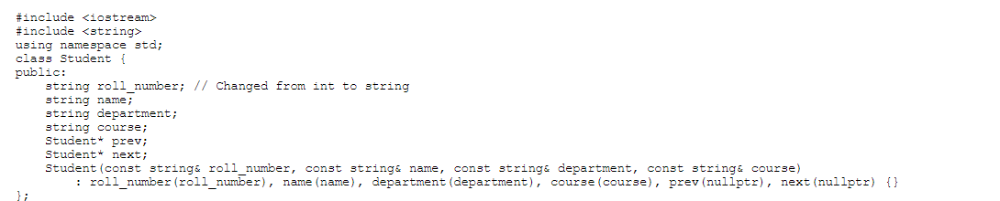 #include <iostream>
#include <string>
using namespace std;
class Student {
public:
    string roll_number; // Changed from int to string
    string name;
    string department;
    string course;
    Student* prev;
    Student* next;
    Student(const string& roll_number, const string& name, const string& department, const string& course)
        : roll_number(roll_number), name(name), department(department), course(course), prev(nullptr), next(nullptr) {}
};